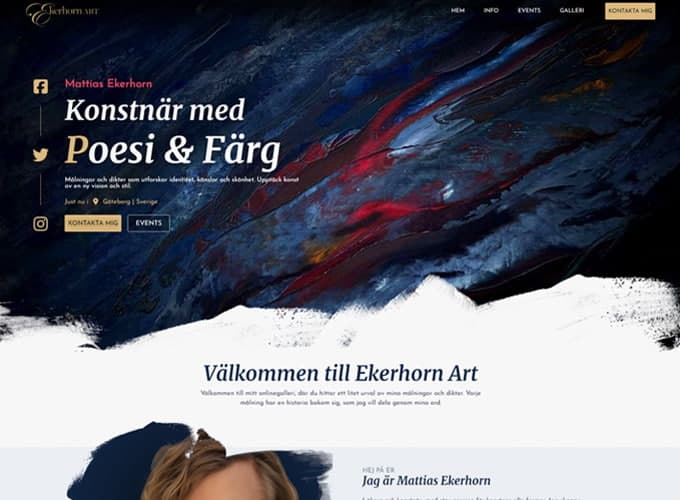 Ekerhorn ART
HEM INFO EVENTS GALLERI KONTAKTA MIG
Mattias Ekerhorn
Konstnär med
Poesi & Färg
Målningar och dikter som utforskar identitet, känslor och skönhet. Upptäck konst
av en ny vision och stil.
Just nu i Göteborg | Sverige
KONTAKTA MIG EVENTS
Välkommen till Ekerhorn Art
Välkommen till mitt onlinegalleri, där du hittar ett litet urval av mina målningar och dikter. Varje
målning har en historia bakom sig, som jag vill dela genom mina ord.
HEJ PÅ ER
Jag är Mattias Ekerhorn